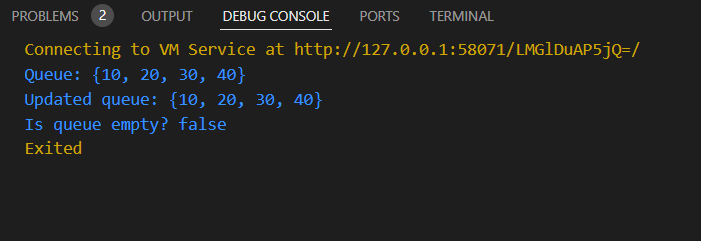 PROBLEMS 2 OUTPUT DEBUG CONSOLE PORTS TERMINAL
Connecting to VM Service at http://127.0.0.1:58071/LMGlDuAP5jQ=/
Queue: {10, 20, 30, 40}
Updated queue: {10, 20, 30, 40}
Is queue empty? false
Exited